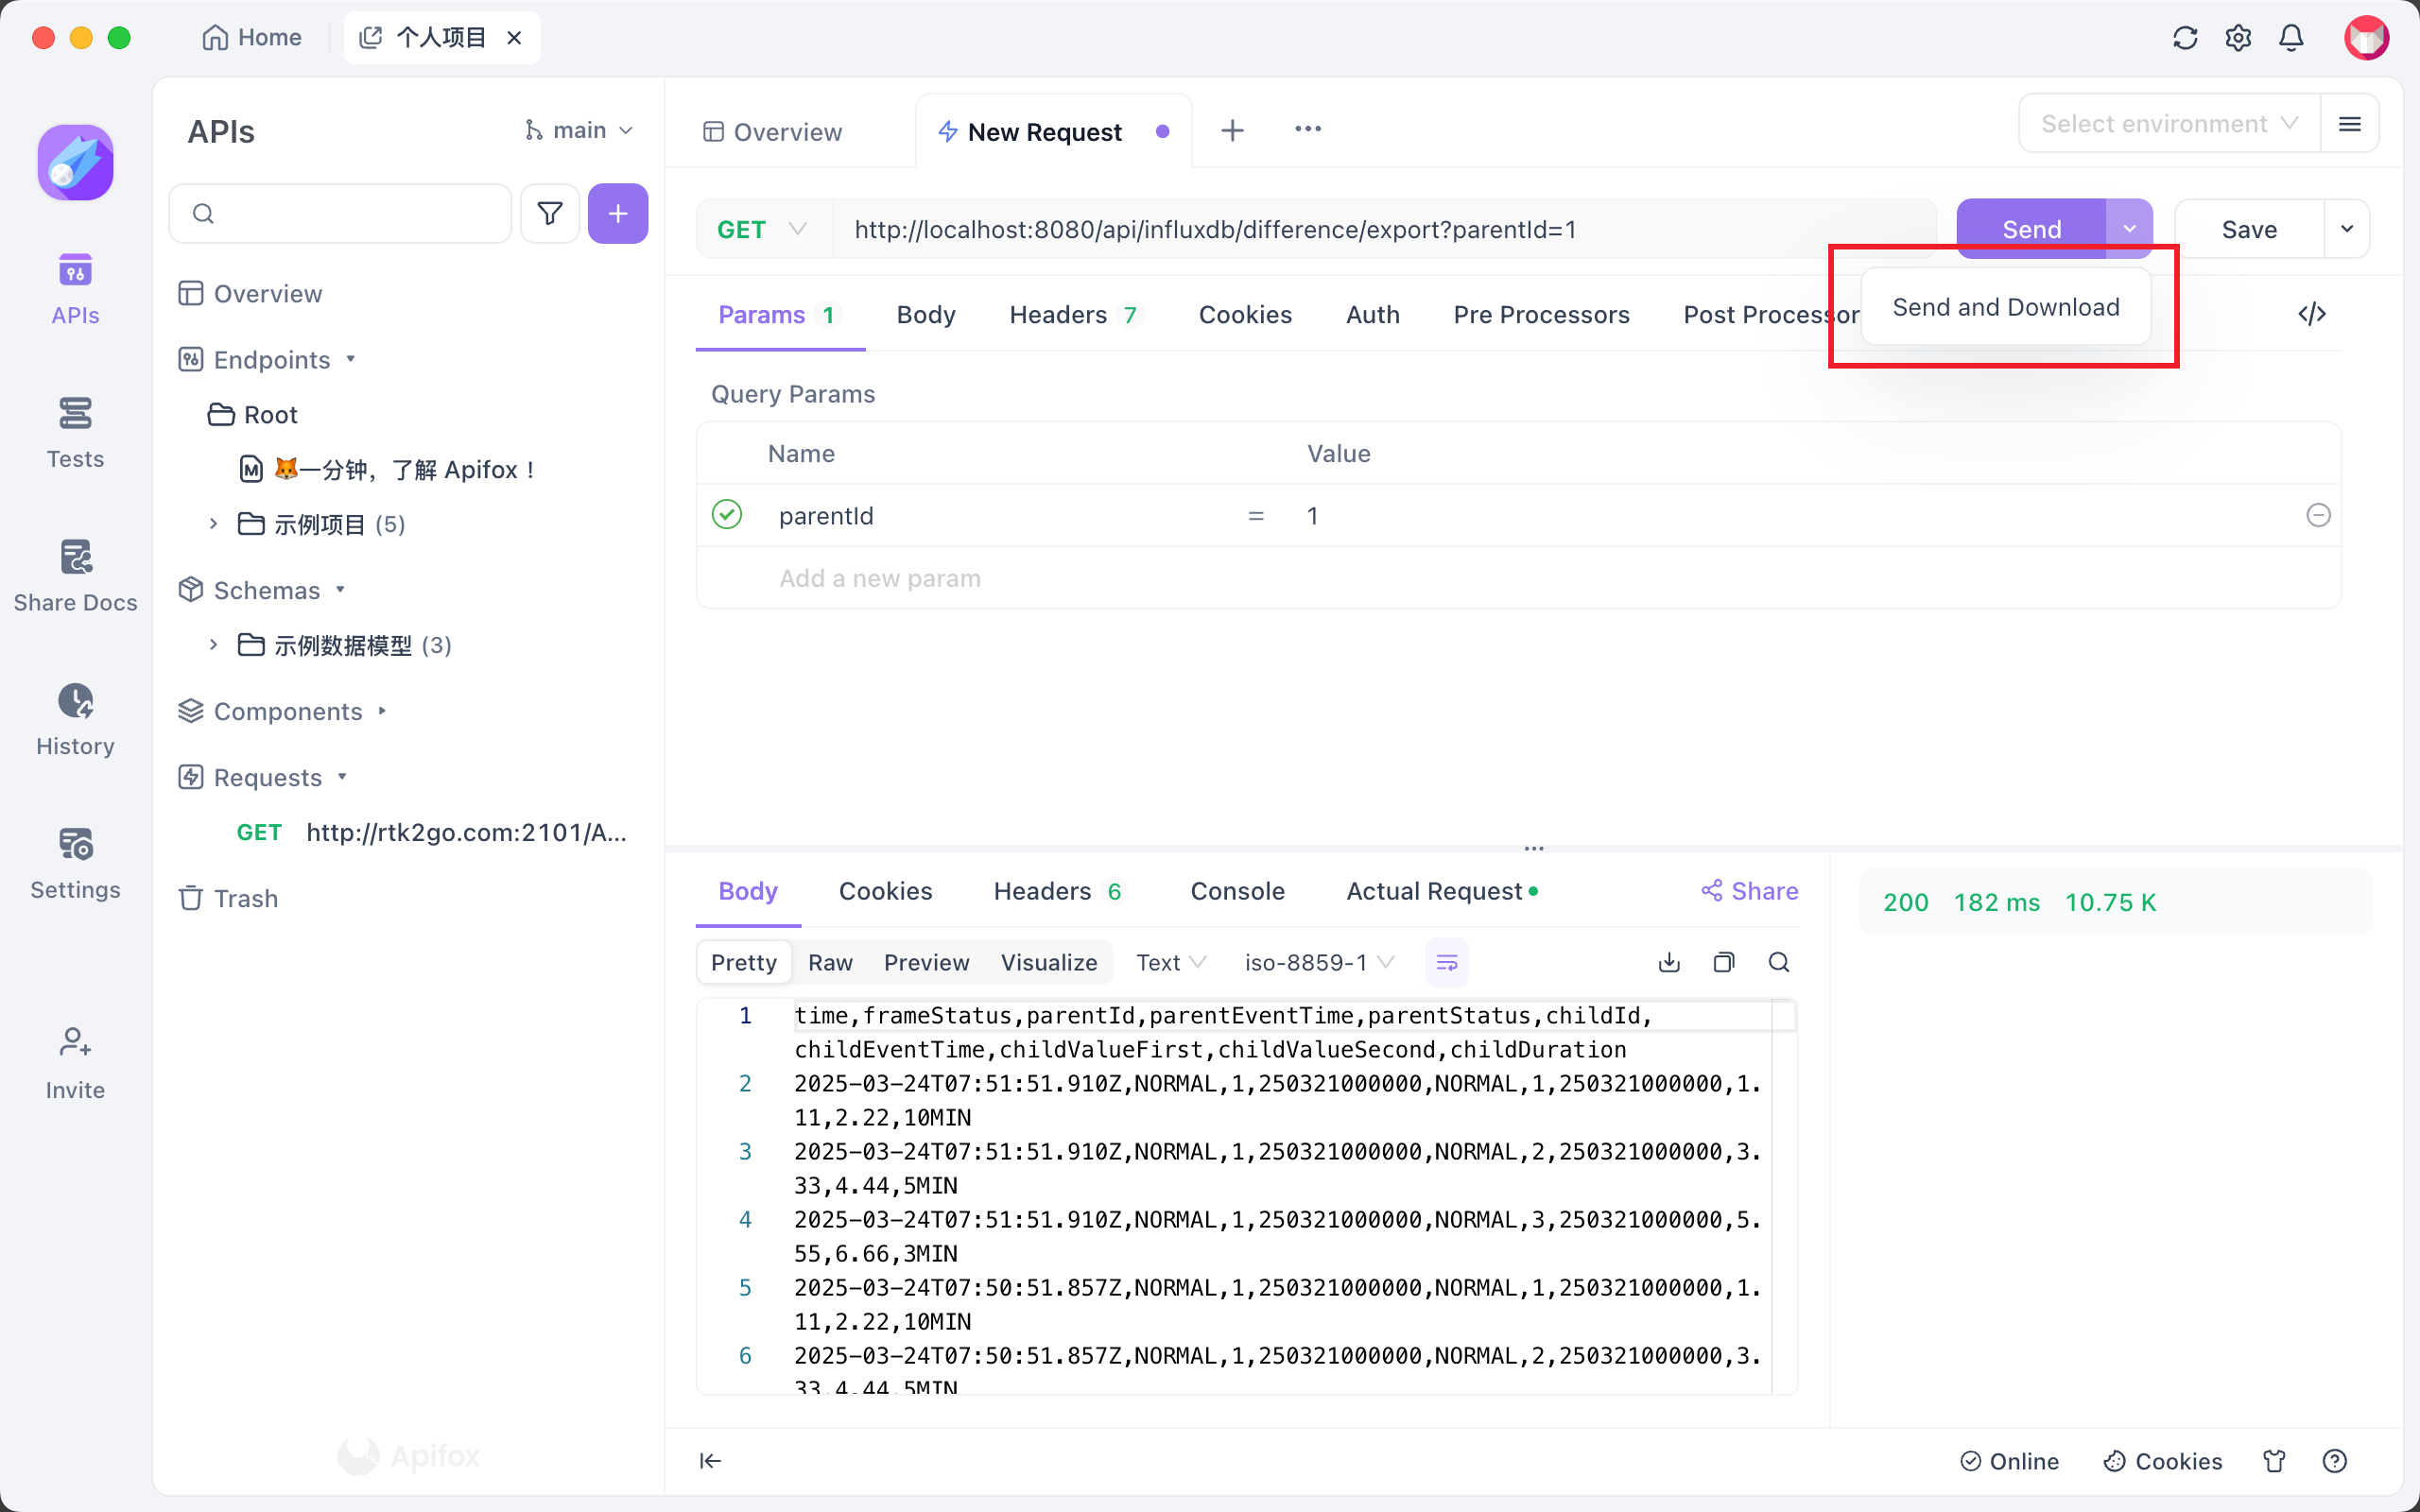 Home
个人项目
APIs
main
Overview
New Request
Select environment
GET
http://localhost:8080/api/influxdb/difference/export?parentId=1
Send
Save
Send and Download
Params 1
Body
Headers 7
Cookies
Auth
Pre Processors
Post Processor
Query Params
Name
Value
parentId
=
1
Add a new param
APIs
Tests
Share Docs
History
Settings
Invite
Overview
Endpoints
Root
🦊一分钟，了解 Apifox！
示例项目 (5)
Schemas
示例数据模型 (3)
Components
Requests
GET http://rtk2go.com:2101/A...
Trash
Apifox
Body
Cookies
Headers 6
Console
Actual Request
Share
200 182 ms 10.75 K
Pretty
Raw
Preview
Visualize
Text
iso-8859-1
1 time,frameStatus,parentId,parentEventTime,parentStatus,childId,
childEventTime,childValueFirst,childValueSecond,childDuration
2 2025-03-24T07:51:51.910Z,NORMAL,1,250321000000,NORMAL,1,250321000000,1.
11,2.22,10MIN
3 2025-03-24T07:51:51.910Z,NORMAL,1,250321000000,NORMAL,2,250321000000,3.
33,4.44,5MIN
4 2025-03-24T07:51:51.910Z,NORMAL,1,250321000000,NORMAL,3,250321000000,5.
55,6.66,3MIN
5 2025-03-24T07:50:51.857Z,NORMAL,1,250321000000,NORMAL,1,250321000000,1.
11,2.22,10MIN
6 2025-03-24T07:50:51.857Z,NORMAL,1,250321000000,NORMAL,2,250321000000,3.
33,4.44,5MIN
Online
Cookies